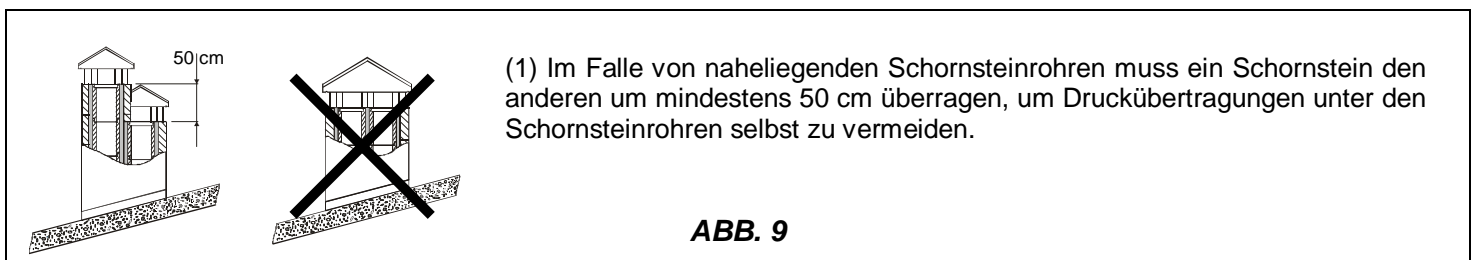 50 cm
(1) Im Falle von naheliegenden Schornsteinrohren muss ein Schornstein den
anderen um mindestens 50 cm überragen, um Druckübertragungen unter den
Schornsteinrohren selbst zu vermeiden.
ABB. 9